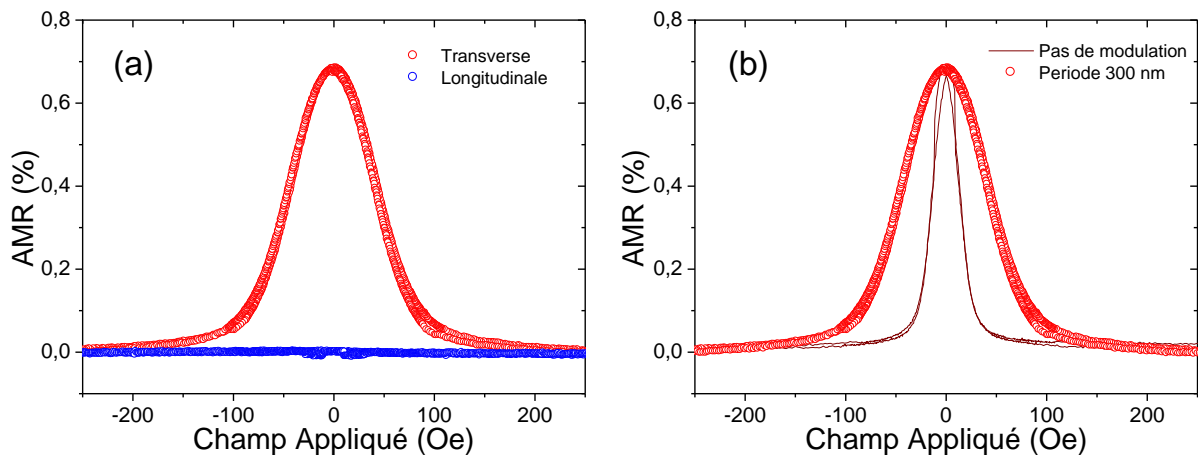 (a)
Transverse
Longitudinale
0,8
0,6
0,4
0,2
0,0
AMR (%)
-200 -100 0 100 200
Champ Appliqué (Oe)
(b)
Pas de modulation
Periode 300 nm
0,8
0,6
0,4
0,2
0,0
AMR (%)
-200 -100 0 100 200
Champ Appliqué (Oe)